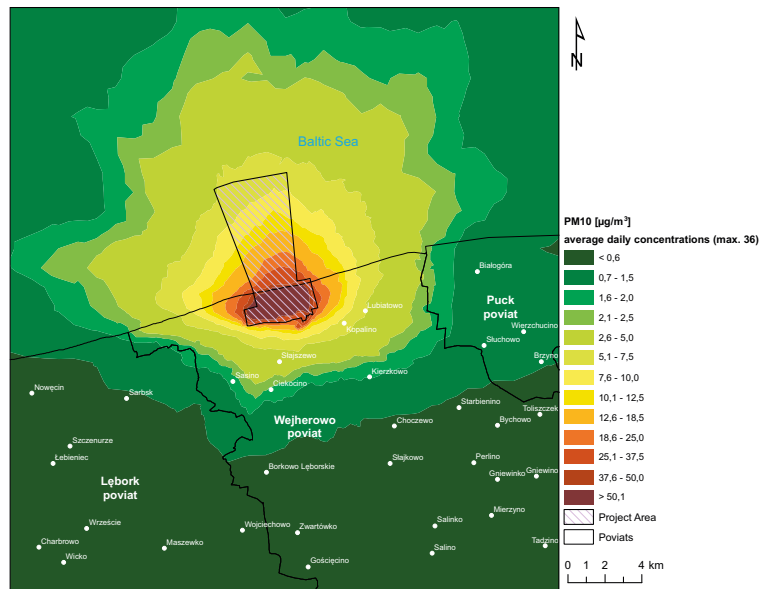 N
Baltic Sea
PM10 [µg/m³]
average daily concentrations (max. 36)
< 0,6
0,7 - 1,5
1,6 - 2,0
2,1 - 2,5
2,6 - 5,0
5,1 - 7,5
7,6 - 10,0
10,1 - 12,5
12,6 - 18,5
18,6 - 25,0
25,1 - 37,5
37,6 - 50,0
> 50,1
Project Area
Poviats
0 1 2 4 km
Białogóra
Puck
poviat
Lubiatowo
Kopalino
Wierzchucino
Słuchowo
Brzyno
Słajszewo
Sasino
Ciekocino
Kierzkowo
Nowęcin
Sarbsk
Wejherowo
poviat
Choczewo
Starbienino
Toliszczek
Bychowo
Szczenurze
Łebieniec
Borkowo Lęborskie
Słajkowo
Perlino
Gniewinko
Gniewino
Lębork
poviat
Mierzyno
Wrzeście
Wojciechowo
Zwartówko
Salinko
Charbrowo
Maszewko
Wicko
Salino
Tadzino
Gościęcino